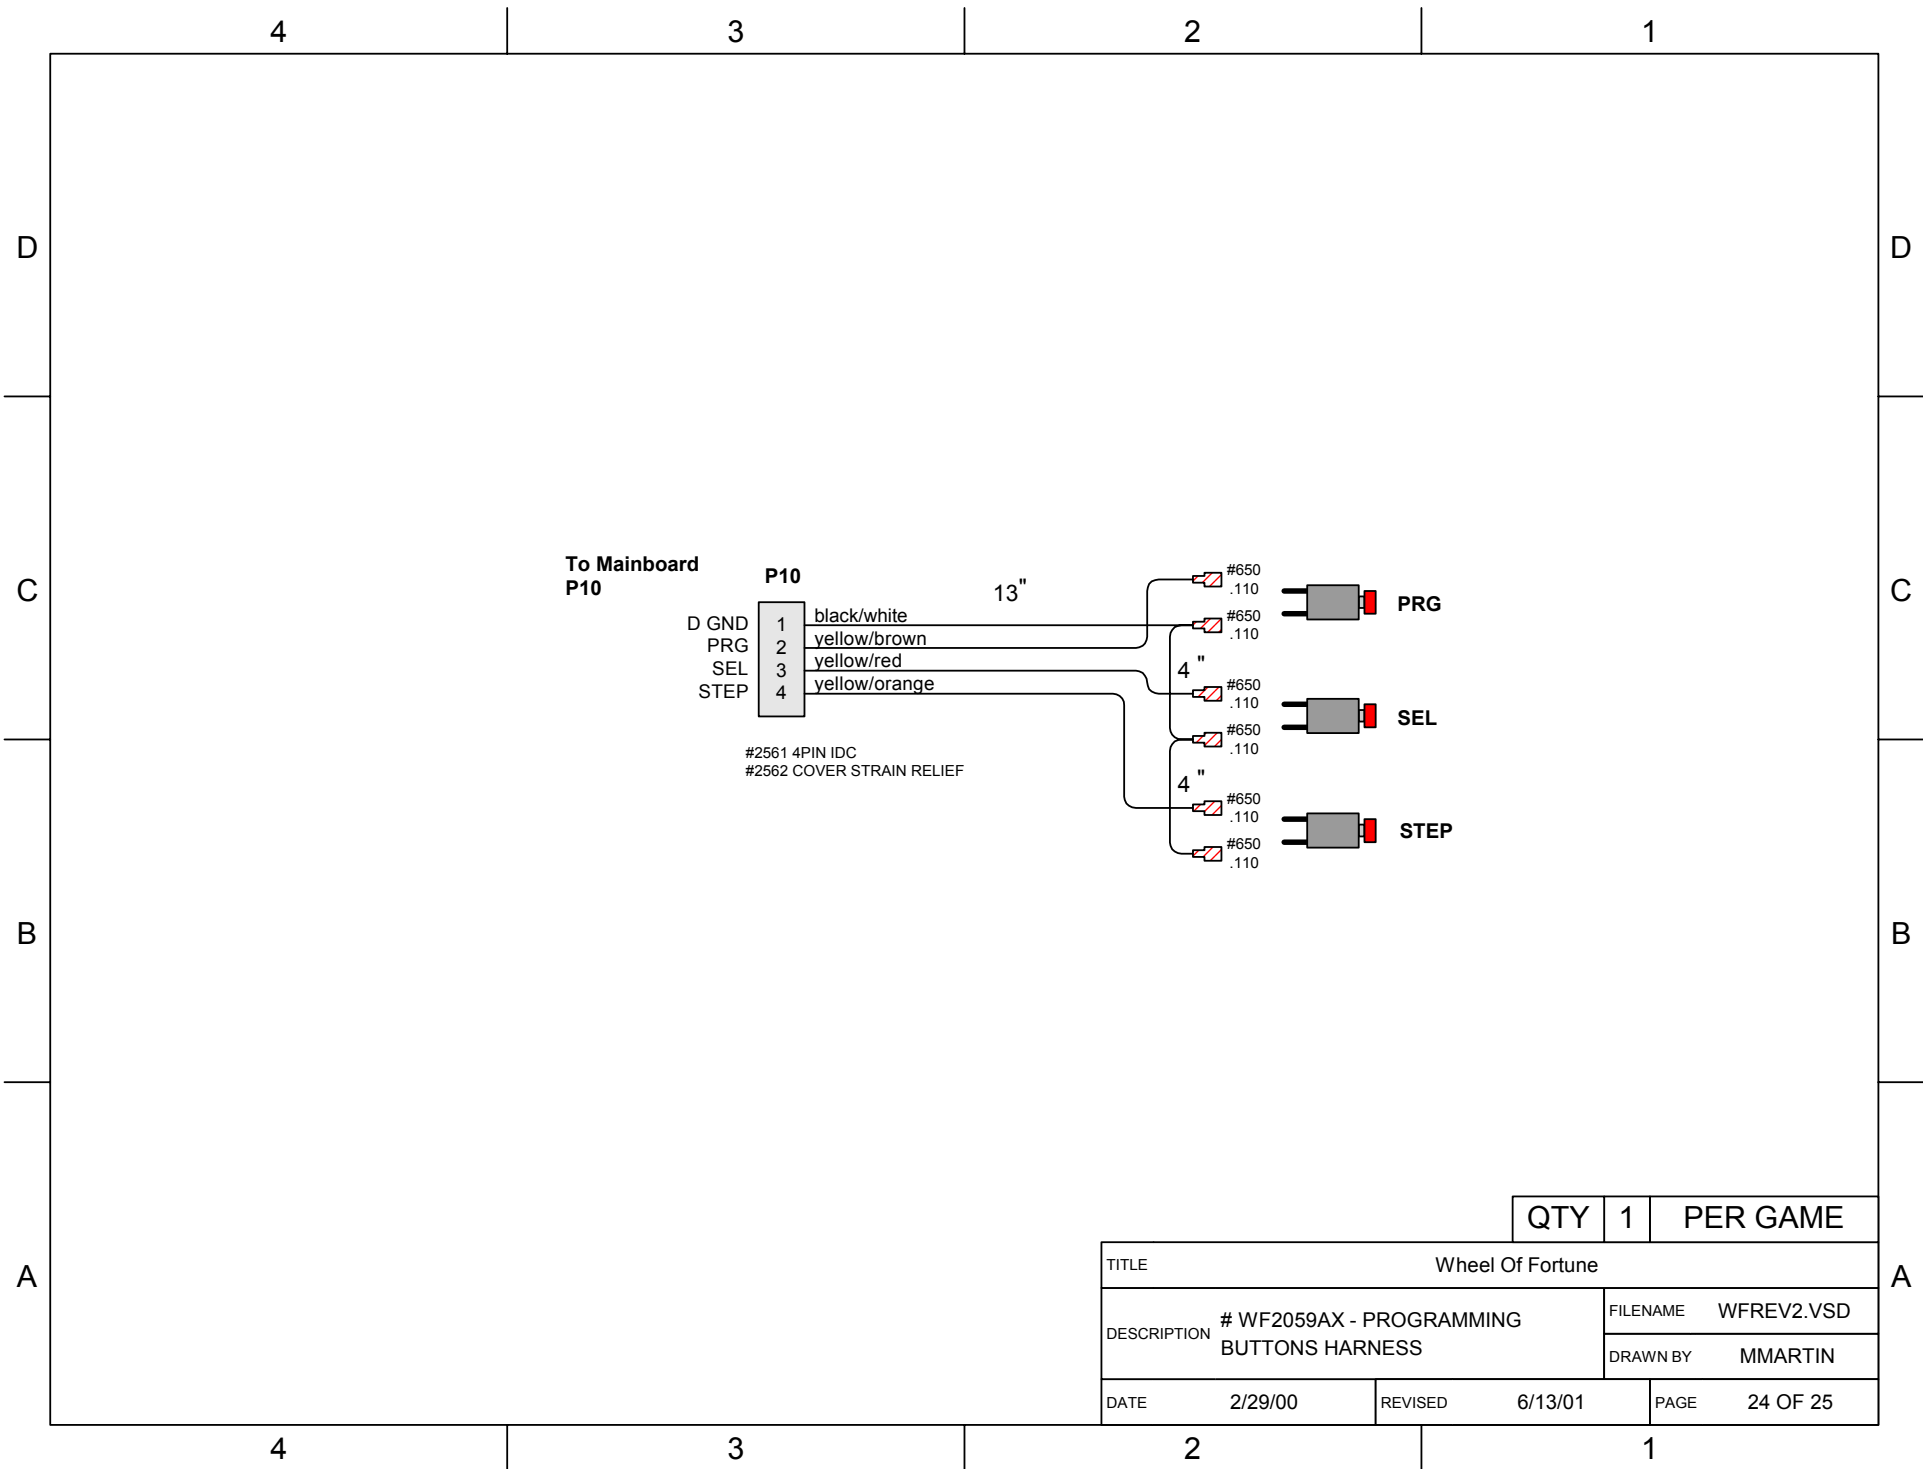 4 3 2 1
D D
To Mainboard
P10
P10
13"
C C
D GND 1 black/white
PRG 2 yellow/brown
SEL 3 yellow/red
STEP 4 yellow/orange
#2561 4PIN IDC
#2562 COVER STRAIN RELIEF
#650
.110
PRG
#650
.110
4 "
#650
.110
SEL
#650
.110
4 "
#650
.110
STEP
#650
.110
B B
QTY 1 PER GAME
A A
TITLE Wheel Of Fortune
DESCRIPTION # WF2059AX - PROGRAMMING
BUTTONS HARNESS
FILENAME WFREV2.VSD
DRAWN BY MMARTIN
DATE 2/29/00 REVISED 6/13/01 PAGE 24 OF 25
4 3 2 1